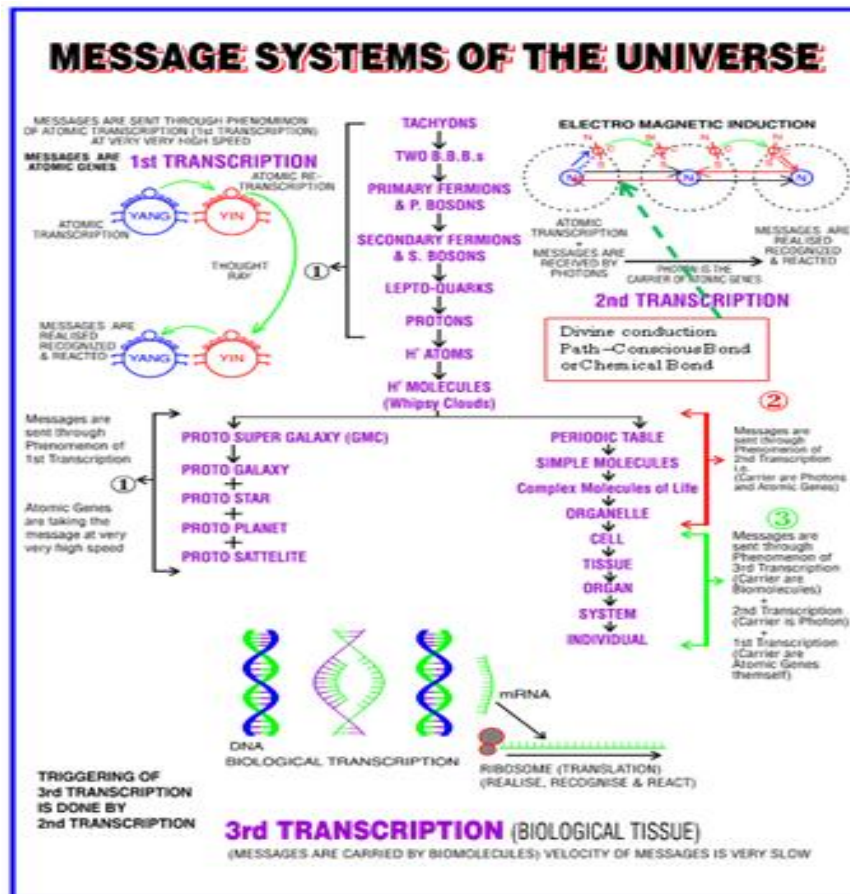 MESSAGE SYSTEMS OF THE UNIVERSE
MESSAGES ARE SENT THROUGH PHENOMINON
OF ATOMIC TRANSCRIPTION (1st TRANSCRIPTION)
AT VERY VERY HIGH SPEED
MESSAGES ARE
ATOMIC GENES
1st TRANSCRIPTION
ATOMIC RE-
TRANSCRIPTION
YANG
YIN
ATOMIC
TRANSCRIPTION
THOUGHT
RAY
MESSAGES ARE
REALISED
RECOGNIZED
& REACTED
YANG
YIN
1
TACHYONS
TWO B.B.B.s
PRIMARY FERMIONS
& P. BOSONS
SECONDARY FERMIONS
& S. BOSONS
LEPTO-QUARKS
PROTONS
H+ ATOMS
H+ MOLECULES
(Whipsy Clouds)
ELECTRO MAGNETIC INDUCTION
N
N
N
N
N
N
N
ATOMIC
TRANSCRIPTION
+
MESSAGES ARE
RECEIVED BY
PHOTONS
PHOTON IS THE
CARRIER OF ATOMIC GENES
MESSAGES ARE
REALISED
RECOGNIZED
& REACTED
2nd TRANSCRIPTION
Divine conduction
Path-Conscious Bond
or Chemical Bond
Messages are
sent through
Phenomenon of
1st Transcription
1
Atomic Genes
are taking the
message at very
very high speed
PROTO SUPER GALAXY (GMC)
PROTO GALAXY
+
PROTO STAR
+
PROTO PLANET
+
PROTO SATTELITE
PERIODIC TABLE
SIMPLE MOLECULES
Complex Molecules of Life
ORGANELLE
CELL
TISSUE
ORGAN
SYSTEM
INDIVIDUAL
2
Messages are
sent through
Phenomenon of
2nd Transcription
i.e.
(Carrier are Photons
and Atomic Genes)
3
Messages are
sent through
Phenomenon of
3rd Transcription
(Carrier are
Biomolecules)
+
2nd Transcription
(Carrier is Photon)
+
1st Transcription
(Carrier are
Atomic Genes
themself)
DNA
BIOLOGICAL TRANSCRIPTION
mRNA
RIBOSOME (TRANSLATION)
(REALISE, RECOGNISE & REACT)
TRIGGERING OF
3rd TRANSCRIPTION
IS DONE BY
2nd TRANSCRIPTION
3rd TRANSCRIPTION (BIOLOGICAL TISSUE)
(MESSAGES ARE CARRIED BY BIOMOLECULES) VELOCITY OF MESSAGES IS VERY SLOW